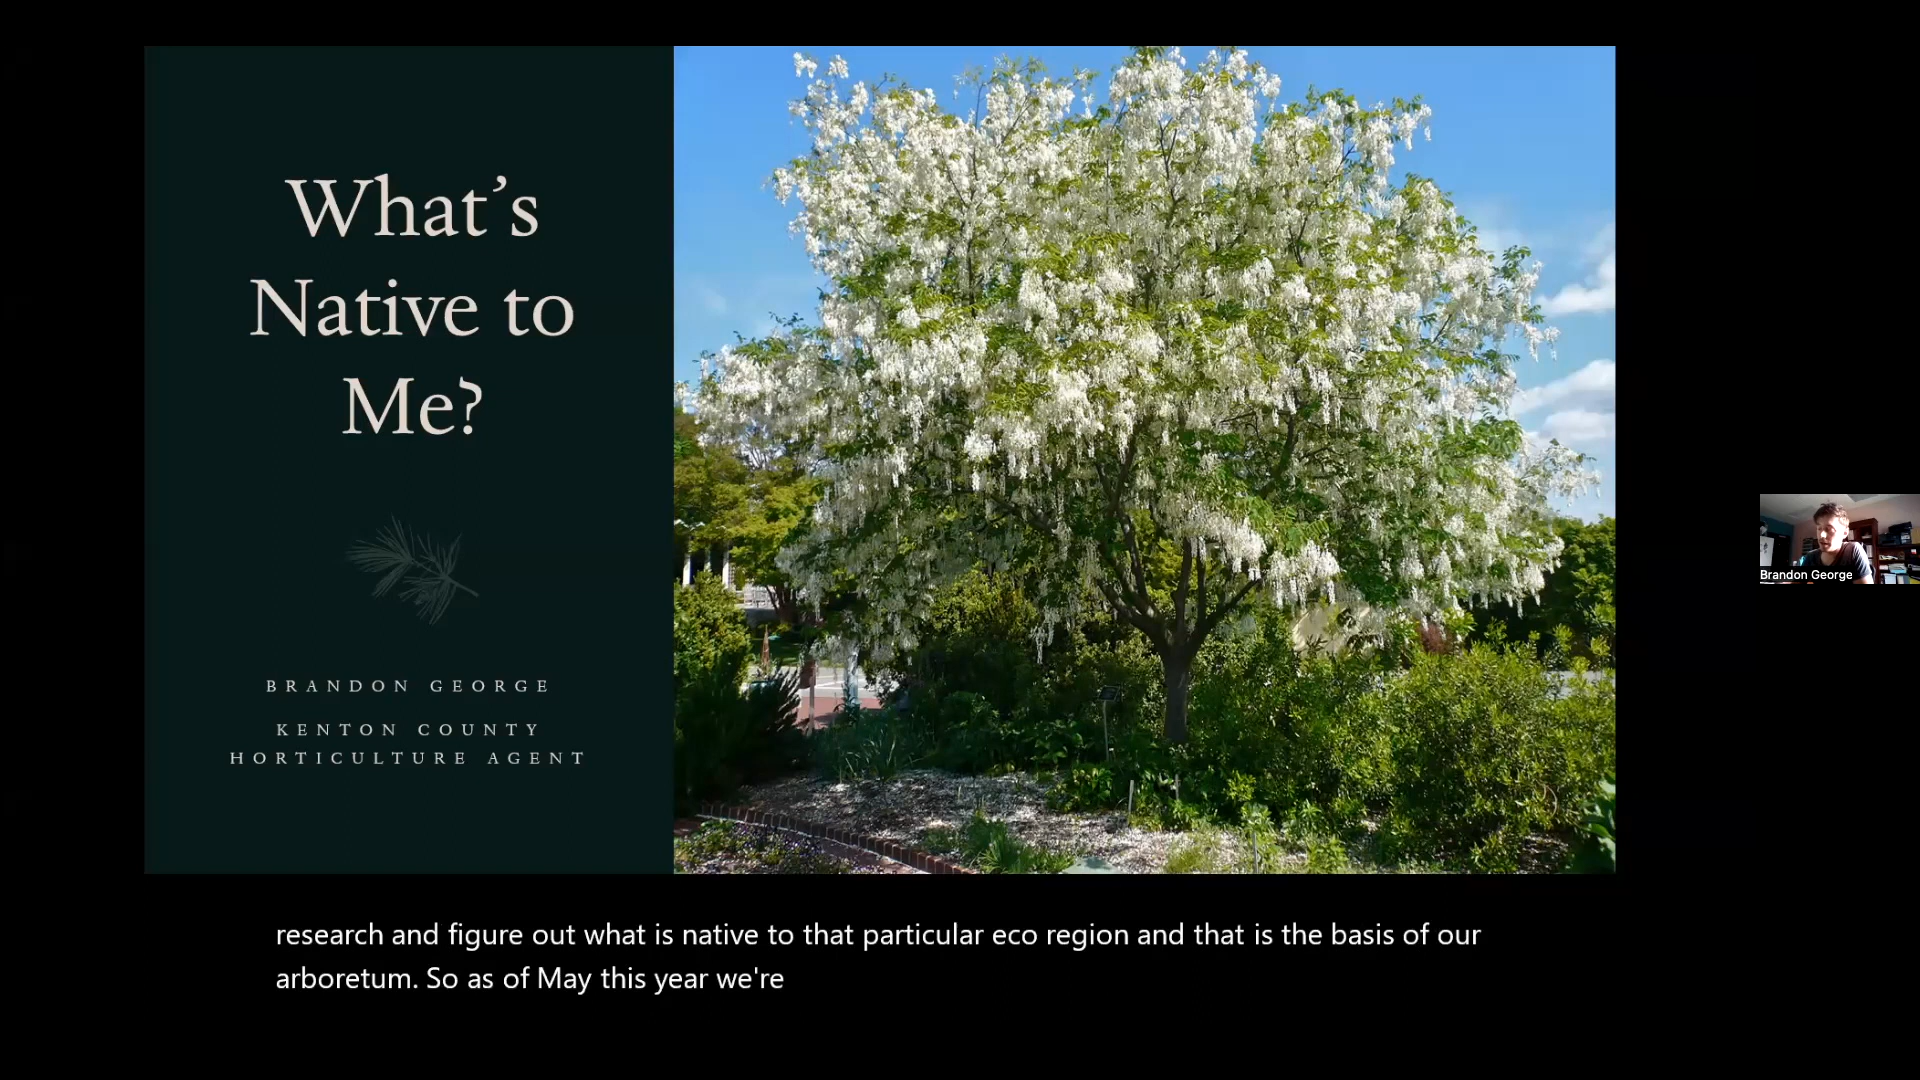 What’s
Native to
Me?
BRANDON GEORGE
KENTON COUNTY
HORTICULTURE AGENT
Brandon George
research and figure out what is native to that particular eco region and that is the basis of our
arboretum. So as of May this year we're